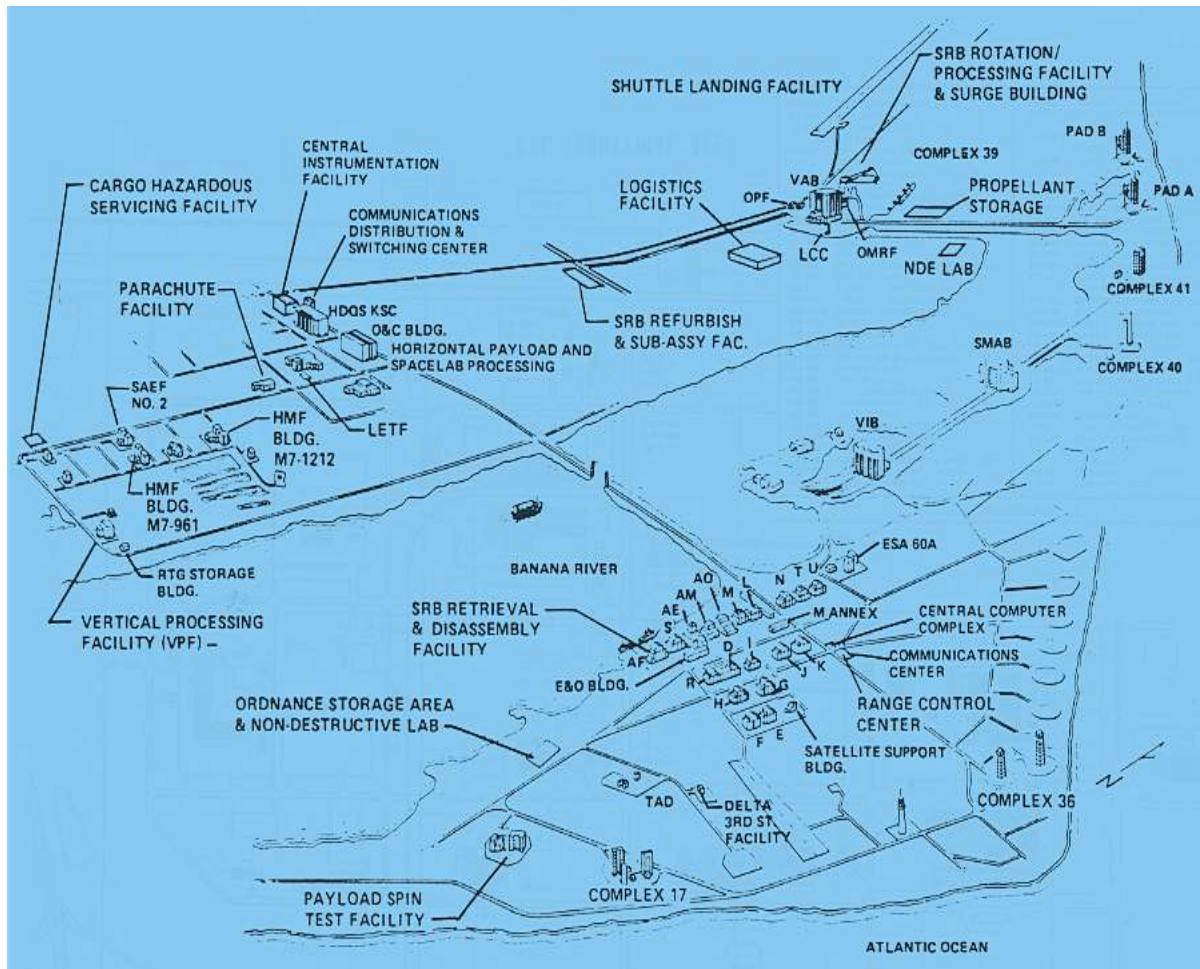 SRB ROTATION/
PROCESSING FACILITY
& SURGE BUILDING
SHUTTLE LANDING FACILITY
PAD B
CENTRAL
INSTRUMENTATION
FACILITY
COMPLEX 39
VAB
CARGO HAZARDOUS
SERVICING FACILITY
LOGISTICS
FACILITY
OPF
PROPELLANT
STORAGE
PAD A
COMMUNICATIONS
DISTRIBUTION &
SWITCHING CENTER
LCC
OMRF
NDE LAB
COMPLEX 41
PARACHUTE
FACILITY
HDQS KSC
O&C BLDG.
HORIZONTAL PAYLOAD AND
SPACELAB PROCESSING
SRB REFURBISH
& SUB-ASSY FAC.
SMAB
COMPLEX 40
SAEF
NO. 2
HMF
BLDG.
M7-1212
LETF
VIB
HMF
BLDG.
M7-961
ESA 60A
RTG STORAGE
BLDG.
BANANA RIVER
VERTICAL PROCESSING
FACILITY (VPF) –
SRB RETRIEVAL
& DISASSEMBLY
FACILITY
AF
S
AE
AM
AO
M
L
N
T
U
M ANNEX
CENTRAL COMPUTER
COMPLEX
COMMUNICATIONS
CENTER
E&O BLDG.
R
D
I
J
K
H
G
F
E
RANGE CONTROL
CENTER
ORDNANCE STORAGE AREA
& NON-DESTRUCTIVE LAB
SATELLITE SUPPORT
BLDG.
TAD
DELTA
3RD ST.
FACILITY
COMPLEX 36
N
COMPLEX 17
PAYLOAD SPIN
TEST FACILITY
ATLANTIC OCEAN